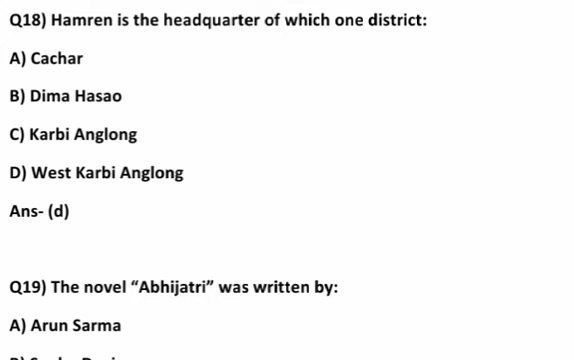 Q18) Hamren is the headquarter of which one district:
A) Cachar
B) Dima Hasao
C) Karbi Anglong
D) West Karbi Anglong
Ans- (d)
Q19) The novel “Abhijatri” was written by:
A) Arun Sarma